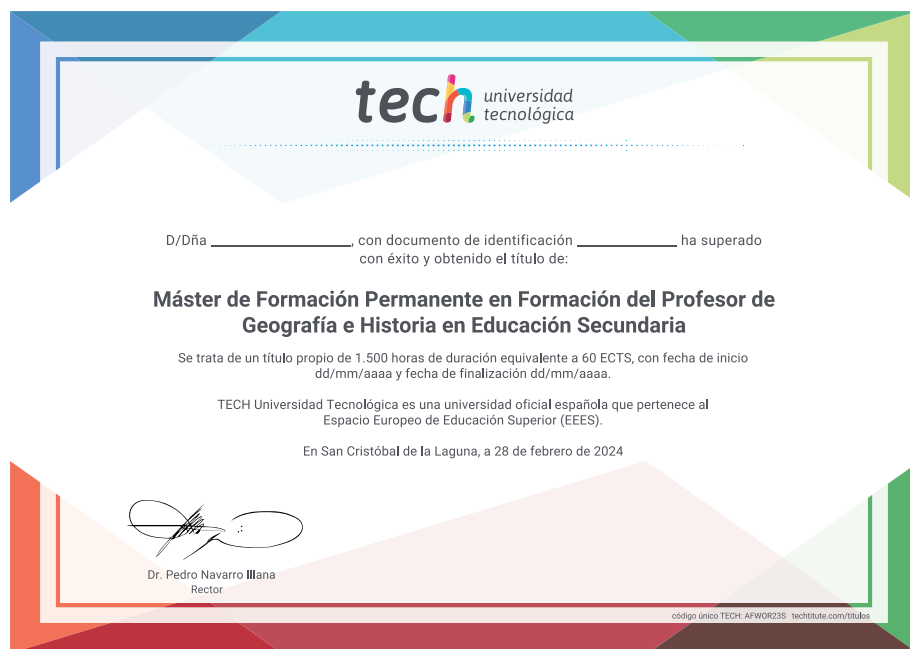 tech universidad
tecnológica
D/Dña ______________, con documento de identificación __________ ha superado
con éxito y obtenido el título de:
Máster de Formación Permanente en Formación del Profesor de
Geografía e Historia en Educación Secundaria
Se trata de un título propio de 1.500 horas de duración equivalente a 60 ECTS, con fecha de inicio
dd/mm/aaaa y fecha de finalización dd/mm/aaaa.
TECH Universidad Tecnológica es una universidad oficial española que pertenece al
Espacio Europeo de Educación Superior (EEES).
En San Cristóbal de la Laguna, a 28 de febrero de 2024
Dr. Pedro Navarro Illana
Rector
código único TECH: AFWOR23S techtitute.com/titulos